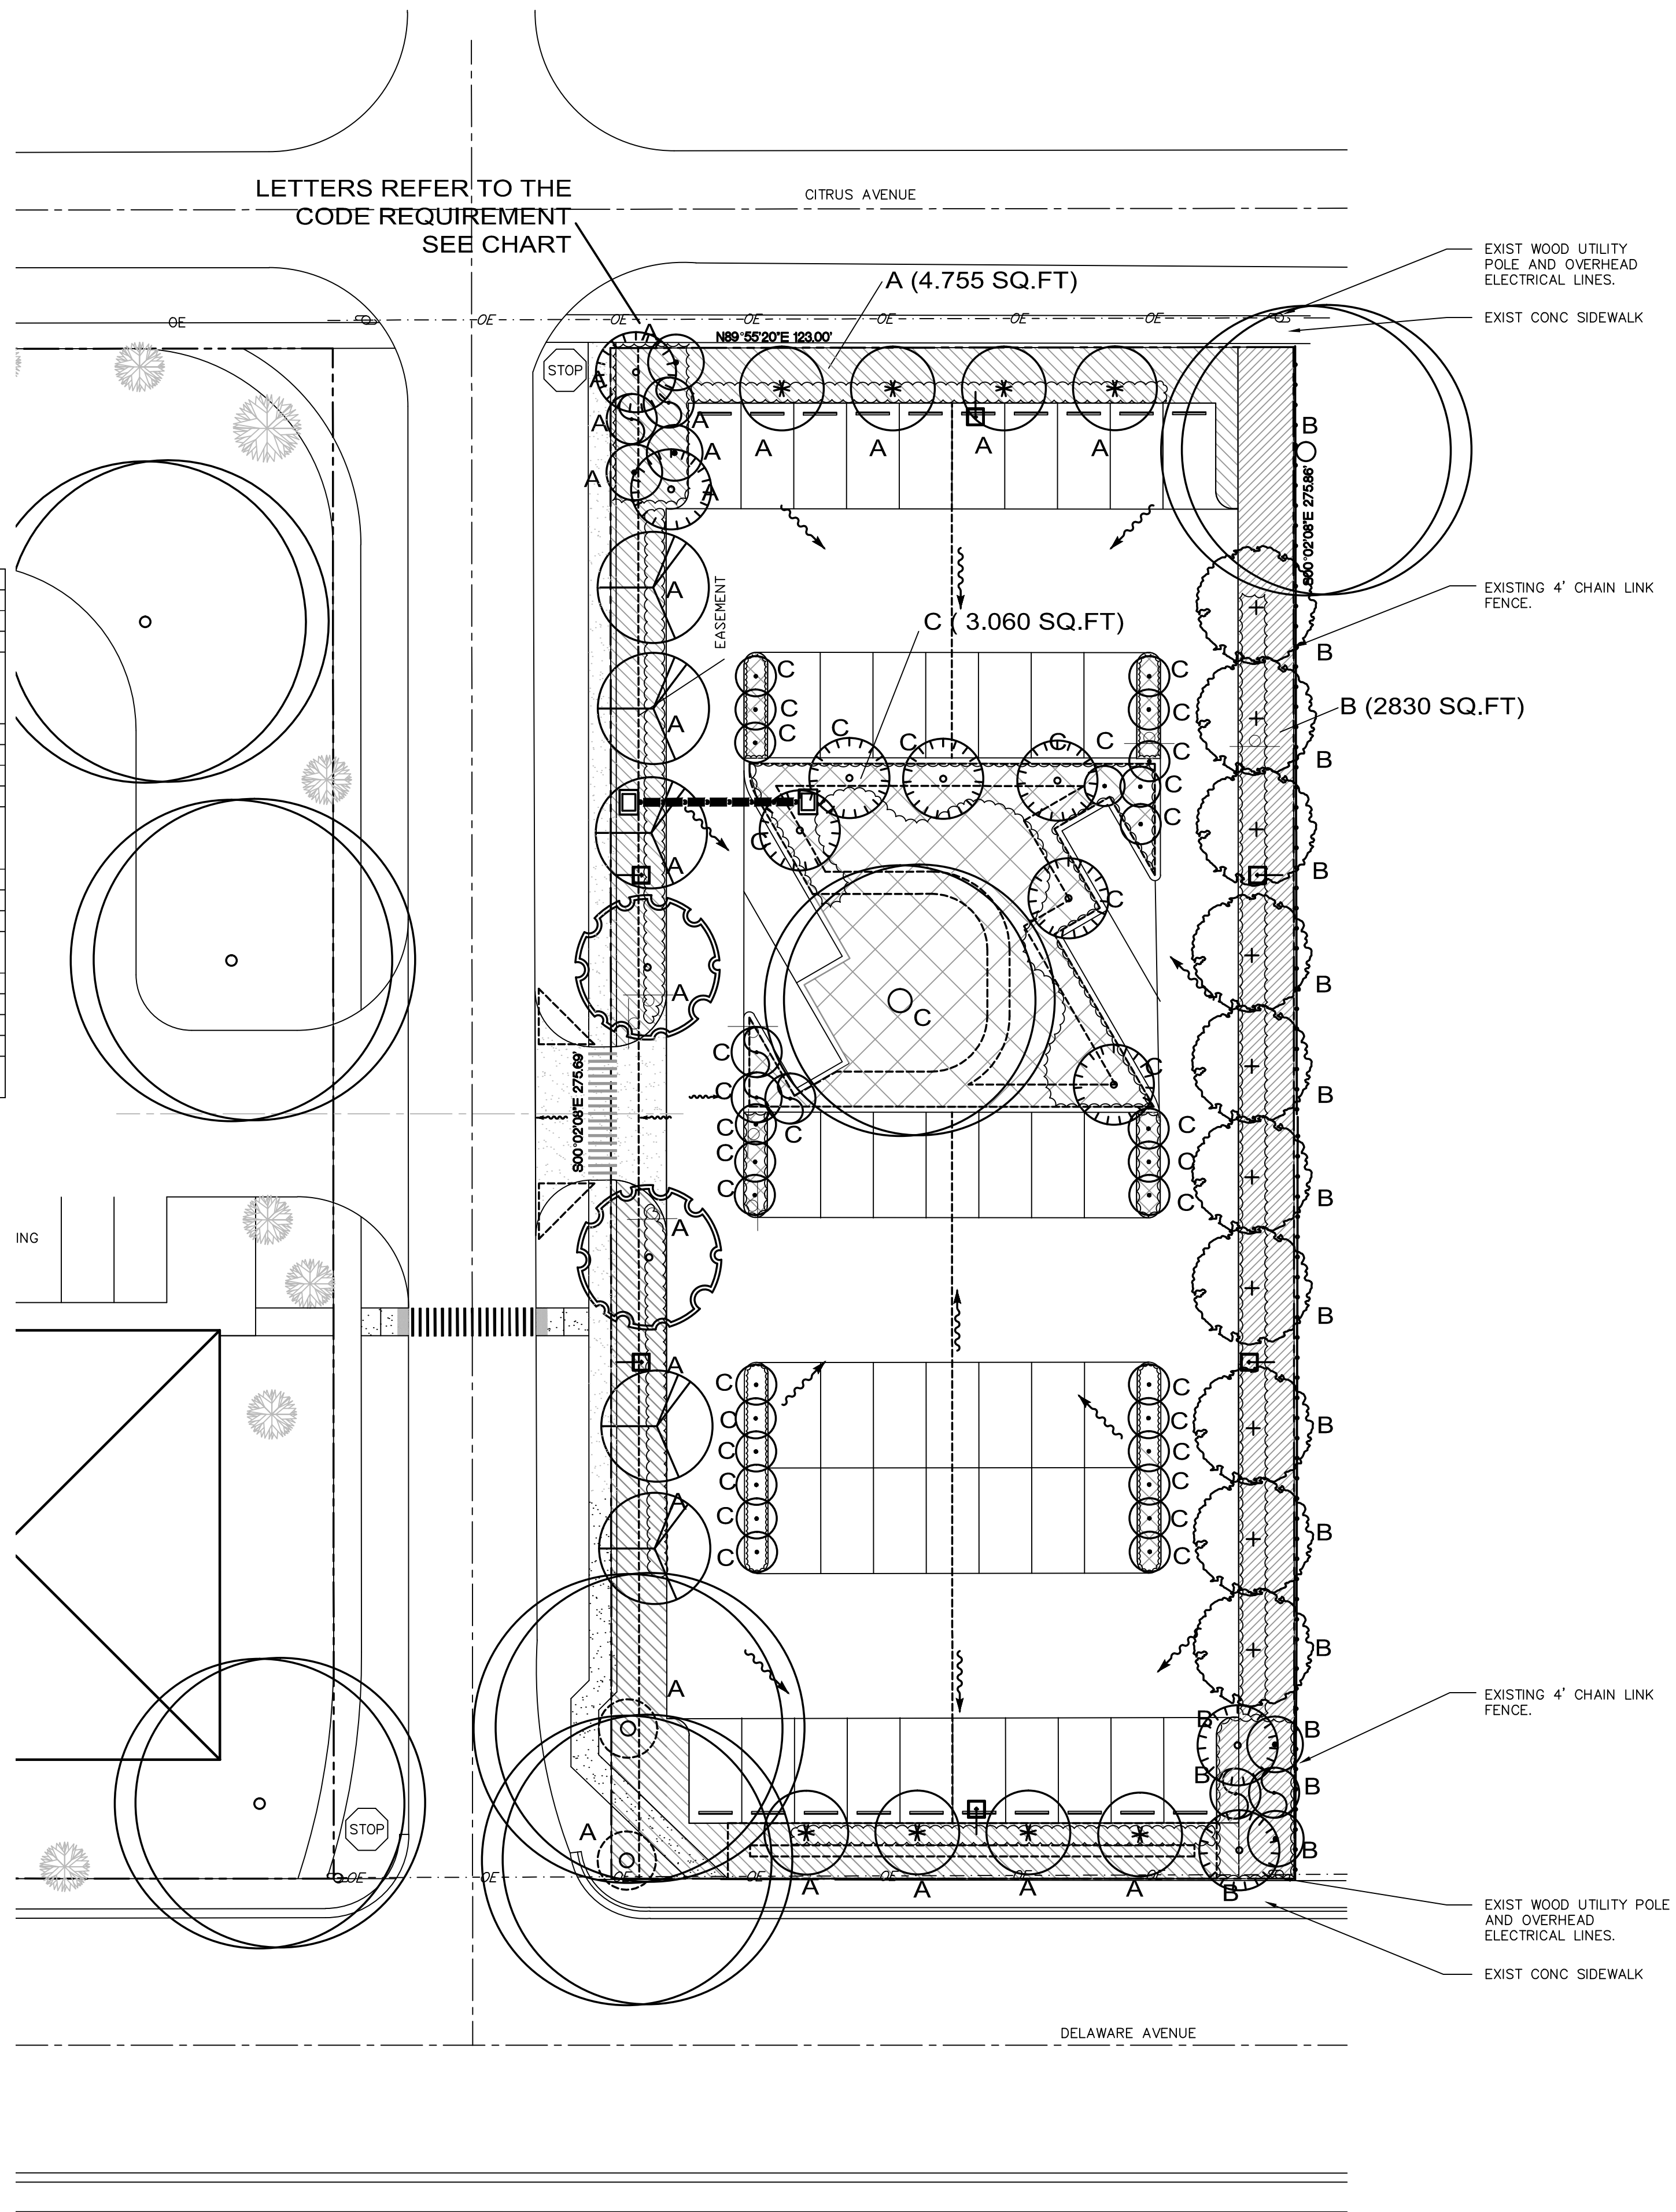 CITRUS AVENUE
LETTERS REFER TO THE
CODE REQUIREMENT
SEE CHART
EXIST WOOD UTILITY
POLE AND OVERHEAD
ELECTRICAL LINES.
A (4.755 SQ.FT)
EXIST CONC SIDEWALK
OE
OE
OE
OE
OE
OE
OE
N89°55'20"E 123.00'
STOP
A
A
A
A
A
A
A
A
A
A
A
B
S00°02'08"E 275.86'
EXISTING 4' CHAIN LINK
FENCE.
A
EASEMENT
C ( 3.060 SQ.FT)
B
C
C
B (2830 SQ.FT)
C
C
A
C
C
C
C
C
C
B
C
C
C
A
B
C
C
A
B
C
C
C
C
B
C
C
C
C
C
C
S00°02'08"E 275.69'
B
A
ING
B
A
C
C
C
C
B
C
C
C
C
A
C
C
B
C
C
B
A
EXISTING 4' CHAIN LINK
FENCE.
B
B
B
B
STOP
A
B
OE
OE
OE
OE
OE
OE
OE
A
A
A
A
B
EXIST WOOD UTILITY POLE
AND OVERHEAD
ELECTRICAL LINES.
EXIST CONC SIDEWALK
DELAWARE AVENUE